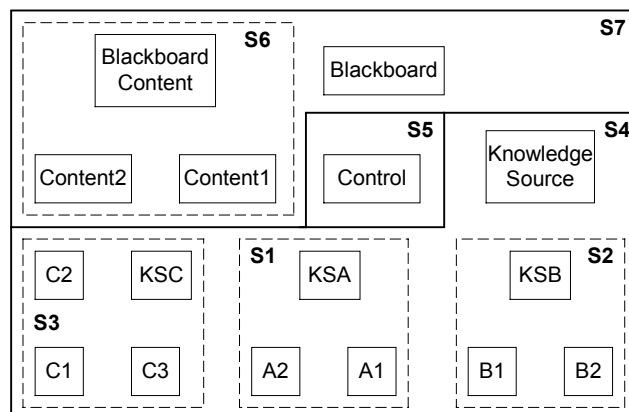 S6
S7
Blackboard
Content
Blackboard
Content2
Content1
S5
Control
S4
Knowledge
Source
C2
KSC
S3
C1
C3
S1
KSA
A2
A1
S2
KSB
B1
B2